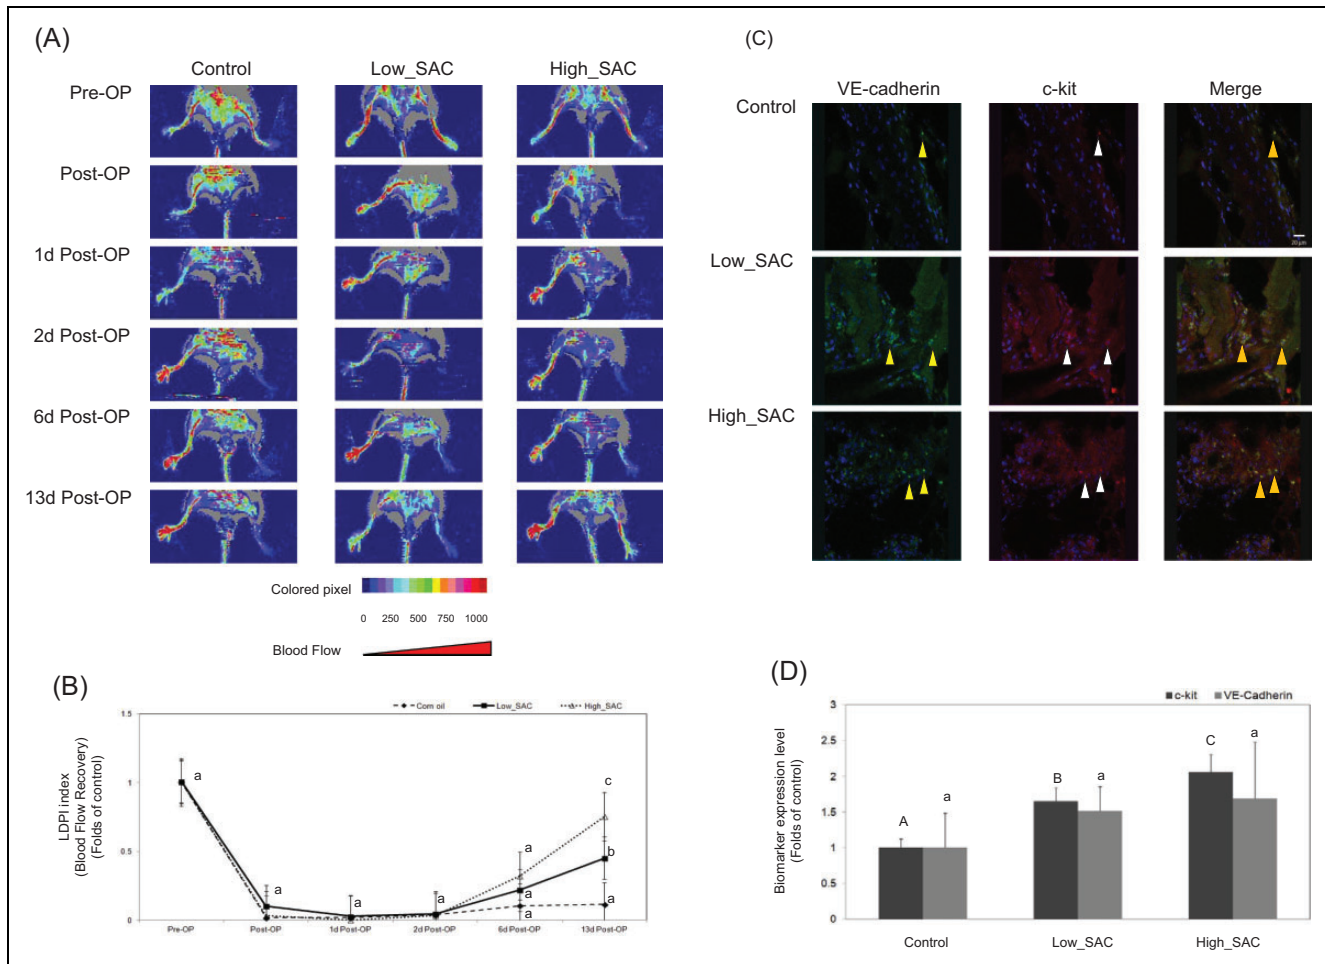 (A)
Control Low_SAC High_SAC
Pre-OP
Post-OP
1d Post-OP
2d Post-OP
6d Post-OP
13d Post-OP
Colored pixel
0 250 500 750 1000
Blood Flow
(B)
Corn oil Low_SAC High_SAC
LDPI index
(Blood Flow Recovery)
(Folds of control)
1.5
1
0.5
0
a
a
a
a
a
a
c
b
a
Pre-OP Post-OP 1d Post-OP 2d Post-OP 6d Post-OP 13d Post-OP
(C)
VE-cadherin c-kit Merge
Control
20 μm
Low_SAC
High_SAC
(D)
c-kit VE-Cadherin
Biomarker expression level
(Folds of control)
3
2.5
2
1.5
1
0.5
0
A a B a C a
Control Low_SAC High_SAC